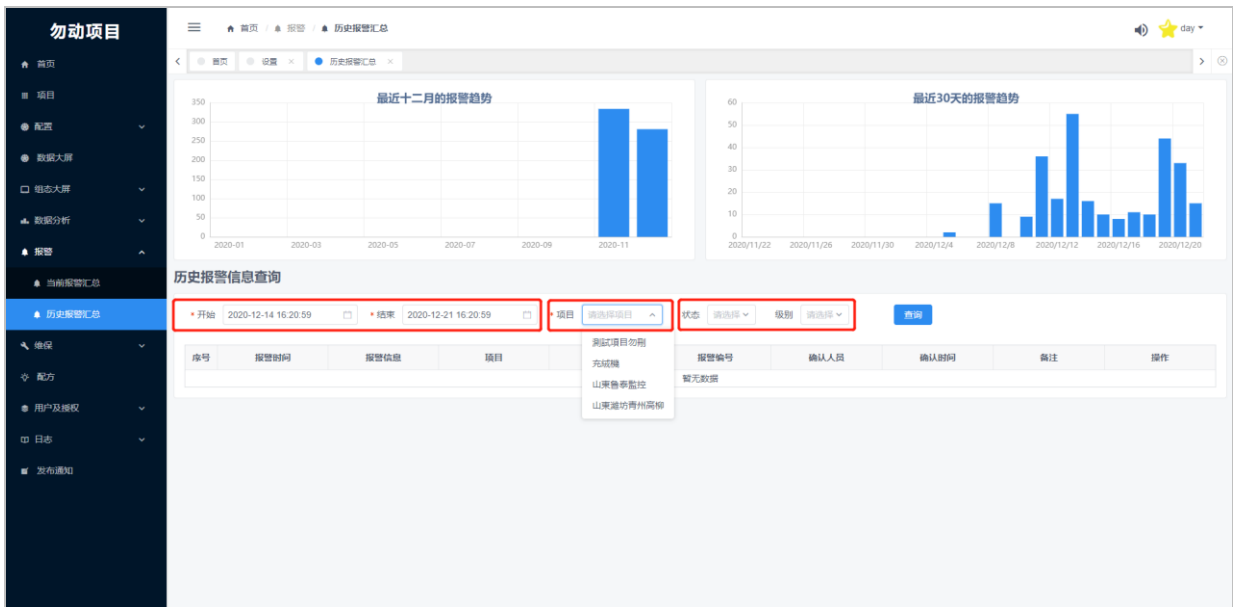 勿动项目
首页 / 报警 / 历史报警汇总
day
首页
设置
历史报警汇总
首页
项目
配置
数据大屏
组态大屏
数据分析
报警
当前报警汇总
历史报警汇总
维保
配方
用户及授权
日志
发布通知
最近十二月的报警趋势
350
300
250
200
150
100
50
0
2020-01 2020-03 2020-05 2020-07 2020-09 2020-11
最近30天的报警趋势
60
50
40
30
20
10
0
2020/11/22 2020/11/26 2020/11/30 2020/12/4 2020/12/8 2020/12/12 2020/12/16 2020/12/20
历史报警信息查询
* 开始 2020-12-14 16:20:59 * 结束 2020-12-21 16:20:59 * 项目 请选择项目 状态 请选择 级别 请选择 查询
序号 报警时间 报警信息 项目 报警编号 确认人员 确认时间 备注 操作
暂无数据
測試項目勿刪
充絨機
山東魯泰監控
山東濰坊青州高柳